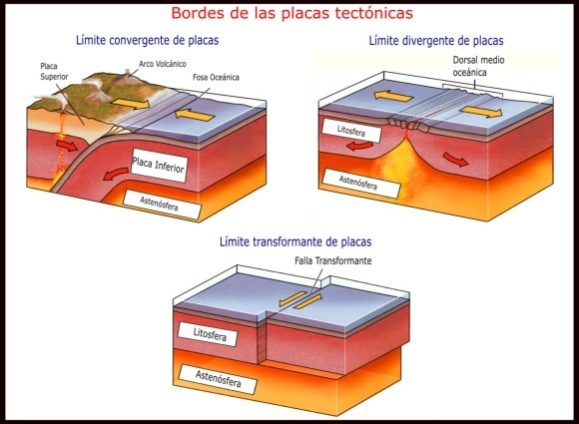 Bordes de las placas tectónicas
Límite convergente de placas
Placa
Superior
Arco Volcánico
Fosa Oceánica
Placa Inferior
Astenósfera
Límite divergente de placas
Dorsal medio
oceánica
Litosfera
Astenósfera
Límite transformante de placas
Falla Transformante
Litosfera
Astenósfera